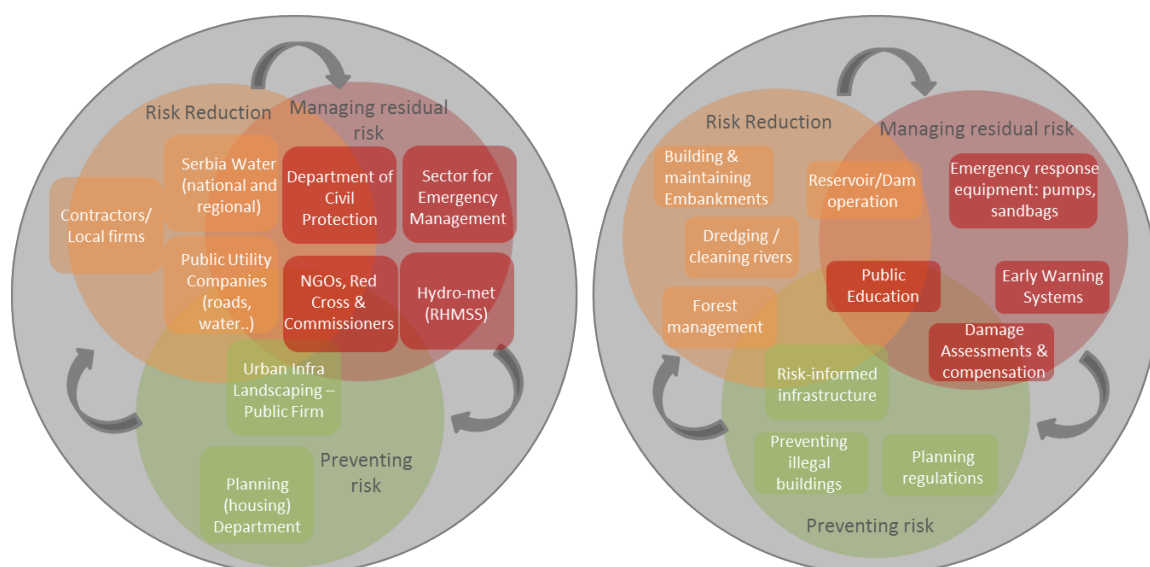 Risk Reduction
Managing residual
risk
Serbia Water
(national and
regional)
Department of
Civil
Protection
Sector for
Emergency
Management
Contractors/
Local firms
Public Utility
Companies
(roads,
water..)
NGOs, Red
Cross &
Commissioners
Hydro-met
(RHMSS)
Urban Infra
Landscaping –
Public Firm
Preventing
risk
Planning
(housing)
Department
Risk Reduction
Managing residual risk
Building &
maintaining
Embankments
Reservoir/Dam
operation
Emergency response
equipment: pumps,
sandbags
Dredging /
cleaning rivers
Public
Education
Early Warning
Systems
Forest
management
Damage
Assessments &
compensation
Risk-informed
infrastructure
Preventing
illegal
buildings
Planning
regulations
Preventing risk